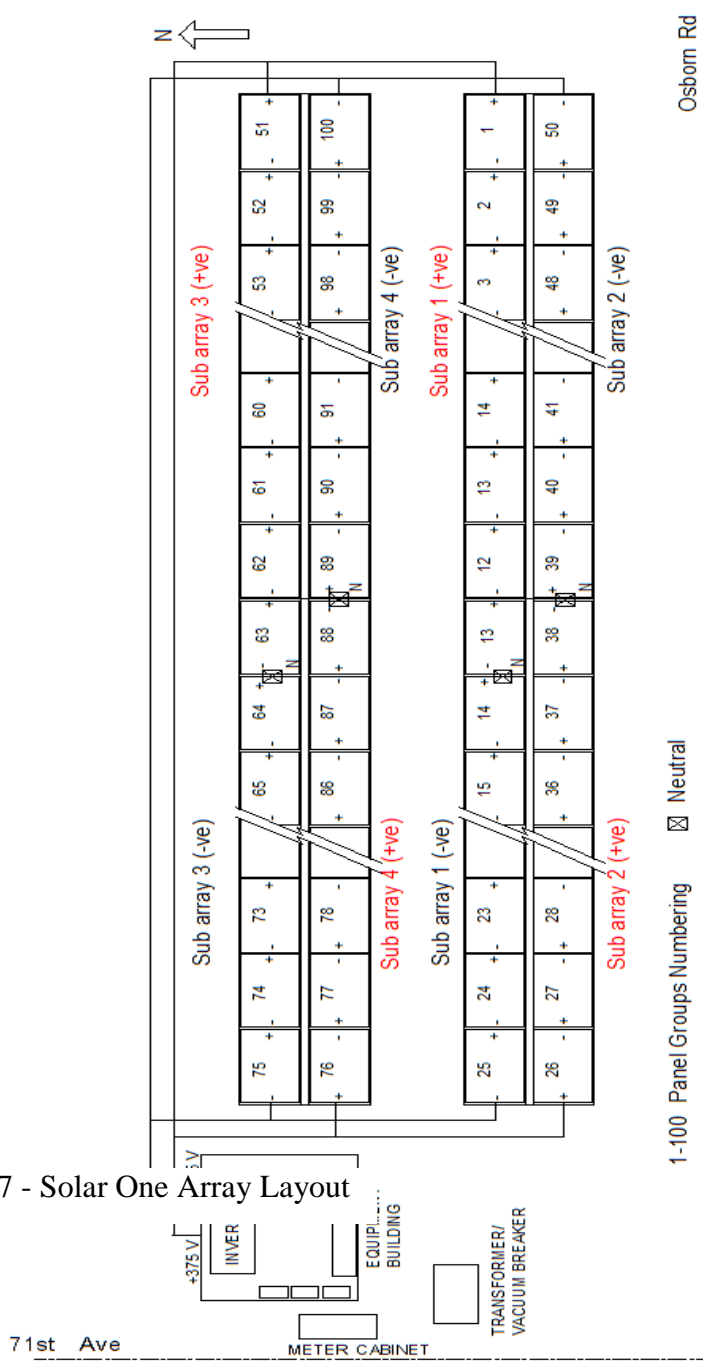 N
Osborn Rd
51 + -
52 + -
53 + -
60 + -
61 + -
62 + -
63 + -
64 + -
65 + -
73 + -
74 + -
75 + -
N
Sub array 3 (+ve)
Sub array 3 (-ve)
100 - +
99 - +
98 - +
91 - +
90 - +
89 - +
88 - +
87 - +
86 - +
78 - +
77 - +
76 - +
N
Sub array 4 (-ve)
Sub array 4 (+ve)
Sub array 1 (+ve)
Sub array 1 (-ve)
1 + -
2 + -
3 + -
14 + -
13 + -
12 + -
13 + -
14 + -
15 + -
23 + -
24 + -
25 + -
N
50 - +
49 - +
48 - +
41 - +
40 - +
39 - +
38 - +
37 - +
36 - +
28 - +
27 - +
26 - +
N
Sub array 2 (-ve)
Sub array 2 (+ve)
1-100 Panel Groups Numbering
Neutral
7 - Solar One Array Layout
+375 V
INVER
BUILDING
TRANSFORMER/
VACUUM BREAKER
METER CABINET
71st Ave